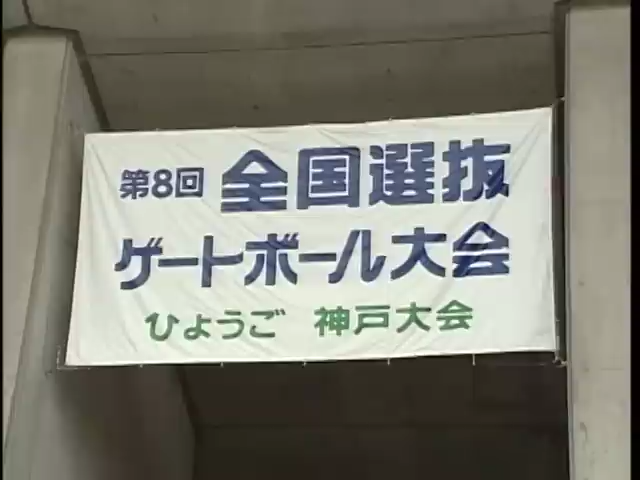 第8回 全国選抜
ゲートボール大会
ひょうご 神戸大会